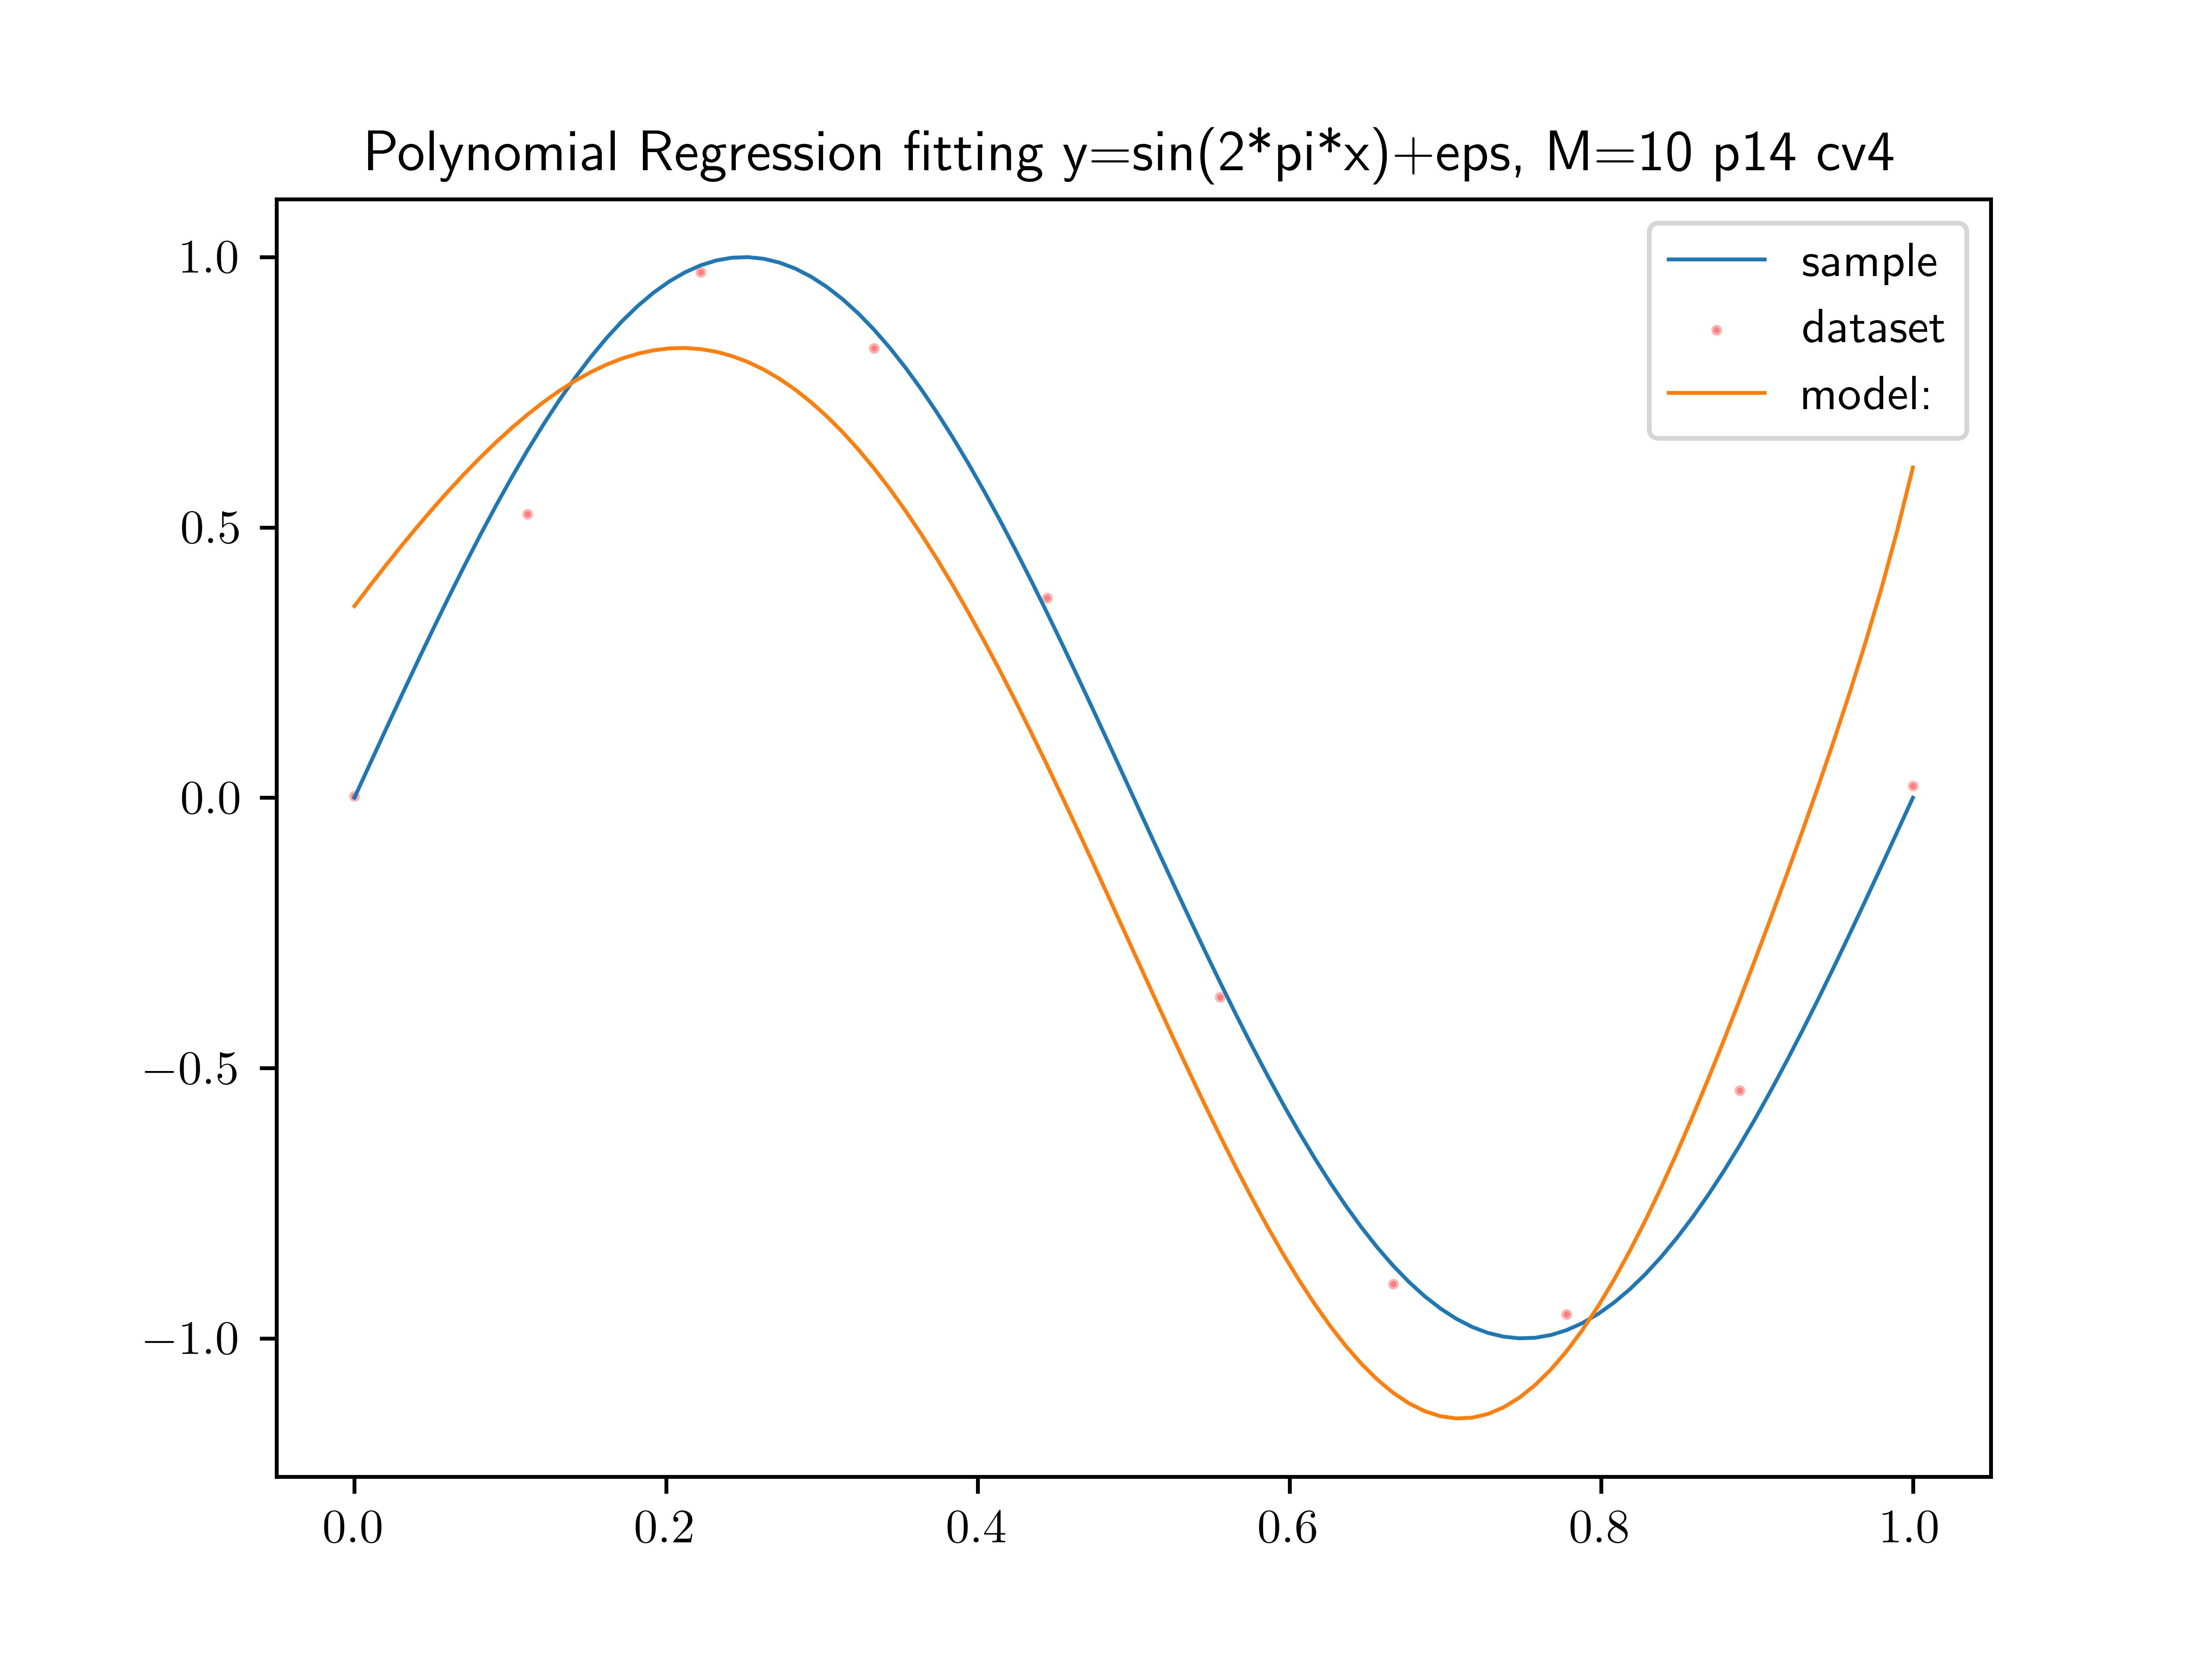 Polynomial Regression fitting y=sin(2*pi*x)+eps, M=10 p14 cv4
sample
dataset
model:
1.0
0.5
0.0
−0.5
−1.0
0.0 0.2 0.4 0.6 0.8 1.0